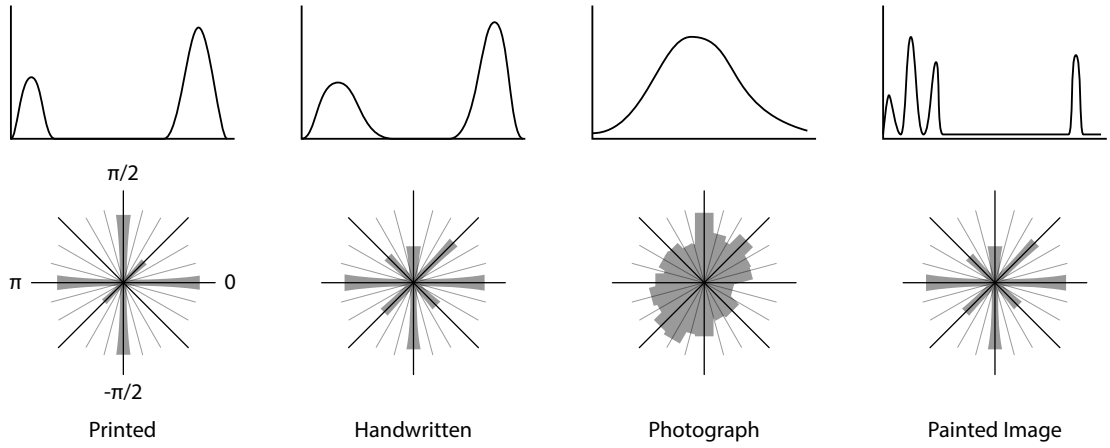 π/2
π
0
-π/2
Printed
Handwritten
Photograph
Painted Image